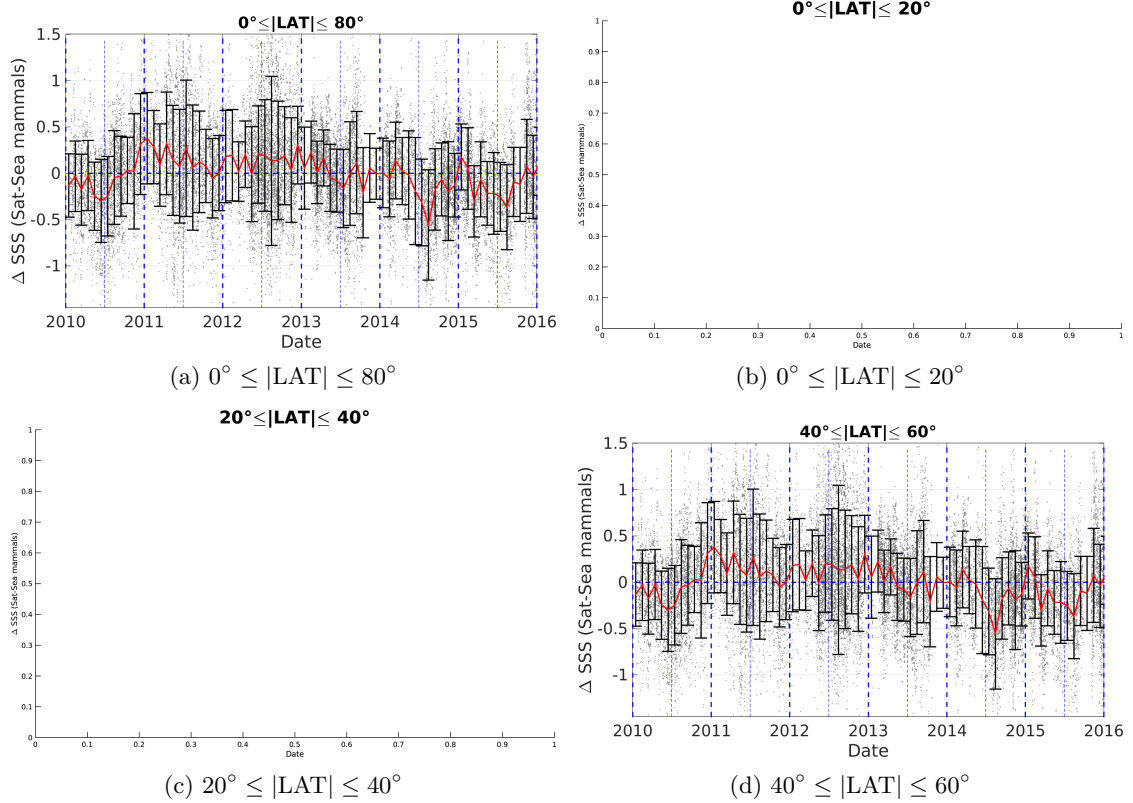 0°≤|LAT|≤ 80°
1.5
1
0.5
0
-0.5
-1
Δ SSS (Sat-Sea mammals)
2010 2011 2012 2013 2014 2015 2016
Date
(a) 0° ≤ |LAT| ≤ 80°
0°≤|LAT|≤ 20°
1
0.9
0.8
0.7
0.6
0.5
0.4
0.3
0.2
0.1
0
Δ SSS (Sat-Sea mammals)
0 0.1 0.2 0.3 0.4 0.5 0.6 0.7 0.8 0.9 1
Date
(b) 0° ≤ |LAT| ≤ 20°
20°≤|LAT|≤ 40°
1
0.9
0.8
0.7
0.6
0.5
0.4
0.3
0.2
0.1
0
Δ SSS (Sat-Sea mammals)
0 0.1 0.2 0.3 0.4 0.5 0.6 0.7 0.8 0.9 1
Date
(c) 20° ≤ |LAT| ≤ 40°
40°≤|LAT|≤ 60°
1.5
1
0.5
0
-0.5
-1
Δ SSS (Sat-Sea mammals)
2010 2011 2012 2013 2014 2015 2016
Date
(d) 40° ≤ |LAT| ≤ 60°